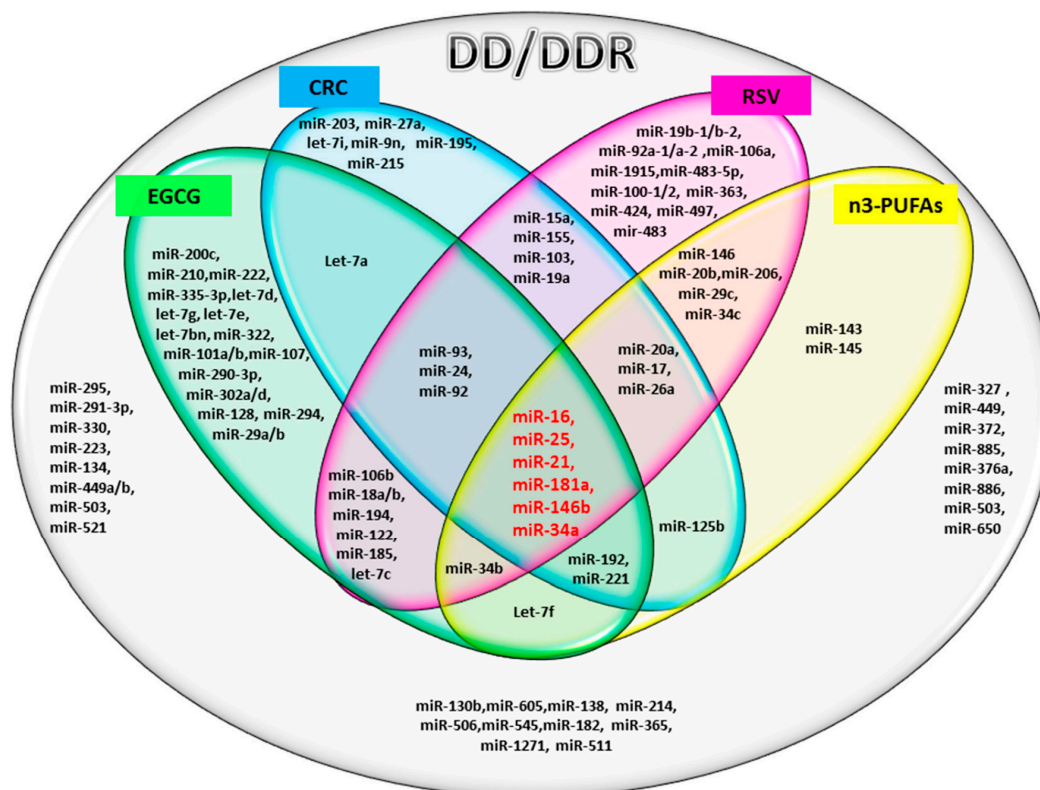 DD/DDR
CRC
RSV
EGCG
n3-PUFAs
miR-203, miR-27a,
let-7i, miR-9n, miR-195,
miR-215
miR-19b-1/b-2,
miR-92a-1/a-2 ,miR-106a,
miR-1915,miR-483-5p,
miR-100-1/2, miR-363,
miR-424, miR-497,
mir-483
miR-200c,
miR-210,miR-222,
miR-335-3p,let-7d,
let-7g, let-7e,
let-7bn, miR-322,
miR-101a/b,miR-107,
miR-290-3p,
miR-302a/d,
miR-128, miR-294,
miR-29a/b
Let-7a
miR-15a,
miR-155,
miR-103,
miR-19a
miR-146
miR-20b,miR-206,
miR-29c,
miR-34c
miR-143
miR-145
miR-93,
miR-24,
miR-92
miR-20a,
miR-17,
miR-26a
miR-16,
miR-25,
miR-21,
miR-181a,
miR-146b
miR-34a
miR-295,
miR-291-3p,
miR-330,
miR-223,
miR-134,
miR-449a/b,
miR-503,
miR-521
miR-327 ,
miR-449,
miR-372,
miR-885,
miR-376a,
miR-886,
miR-503,
miR-650
miR-106b
miR-18a/b,
miR-194,
miR-122,
miR-185,
let-7c
miR-125b
miR-34b
miR-192,
miR-221
Let-7f
miR-130b,miR-605,miR-138, miR-214,
miR-506,miR-545,miR-182, miR-365,
miR-1271, miR-511